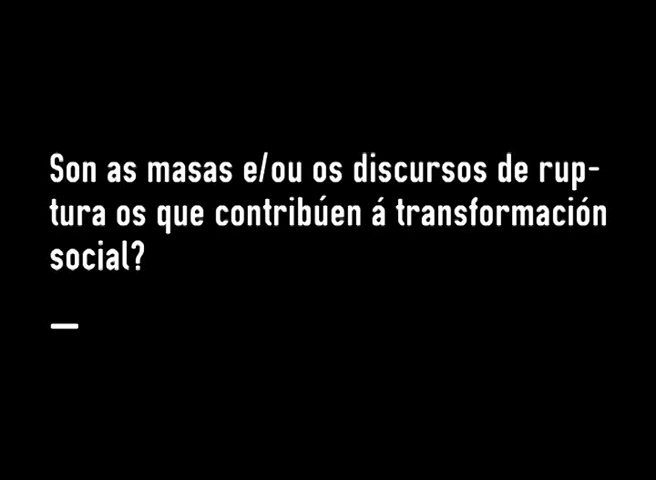 Son as masas e/ou os discursos de rup-
tura os que contribúen á transformación
social?